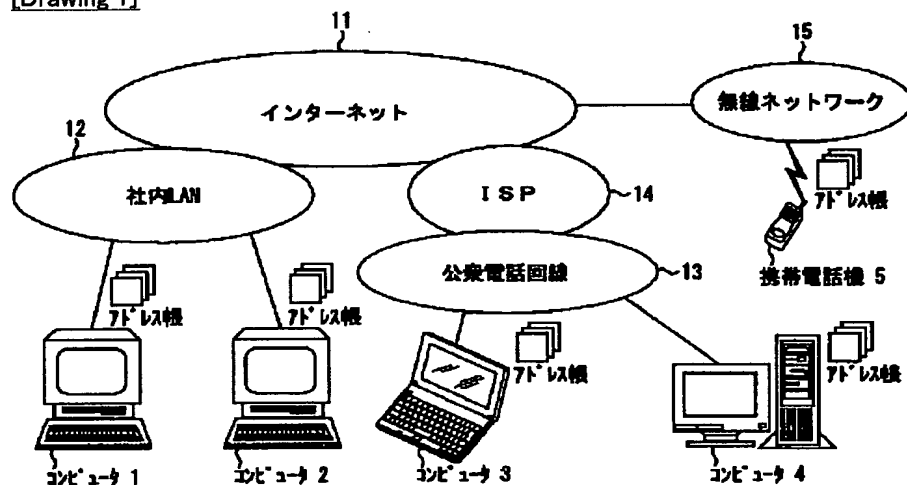 [Drawing 1]
11
15
インターネット
無線ネットワーク
12
社内LAN
ISP
14
アドレス帳
公衆電話回線
13
携帯電話機 5
アドレス帳
アドレス帳
アドレス帳
アドレス帳
コンピュータ 1
コンピュータ 2
コンピュータ 3
コンピュータ 4